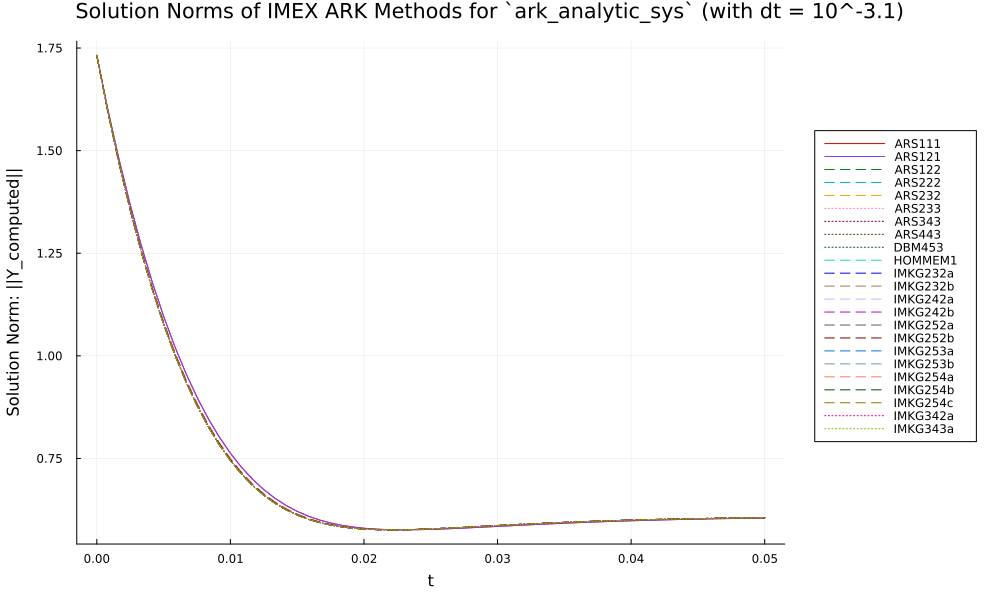 Solution Norms of IMEX ARK Methods for `ark_analytic_sys` (with dt = 10^-3.1)
Solution Norm: ||Y_computed||
1.75
1.50
1.25
1.00
0.75
0.00
0.01
0.02
0.03
0.04
0.05
t
ARS111
ARS121
ARS122
ARS222
ARS232
ARS233
ARS343
ARS443
DBM453
HOMMEM1
IMKG232a
IMKG232b
IMKG242a
IMKG242b
IMKG252a
IMKG252b
IMKG253a
IMKG253b
IMKG254a
IMKG254b
IMKG254c
IMKG342a
IMKG343a